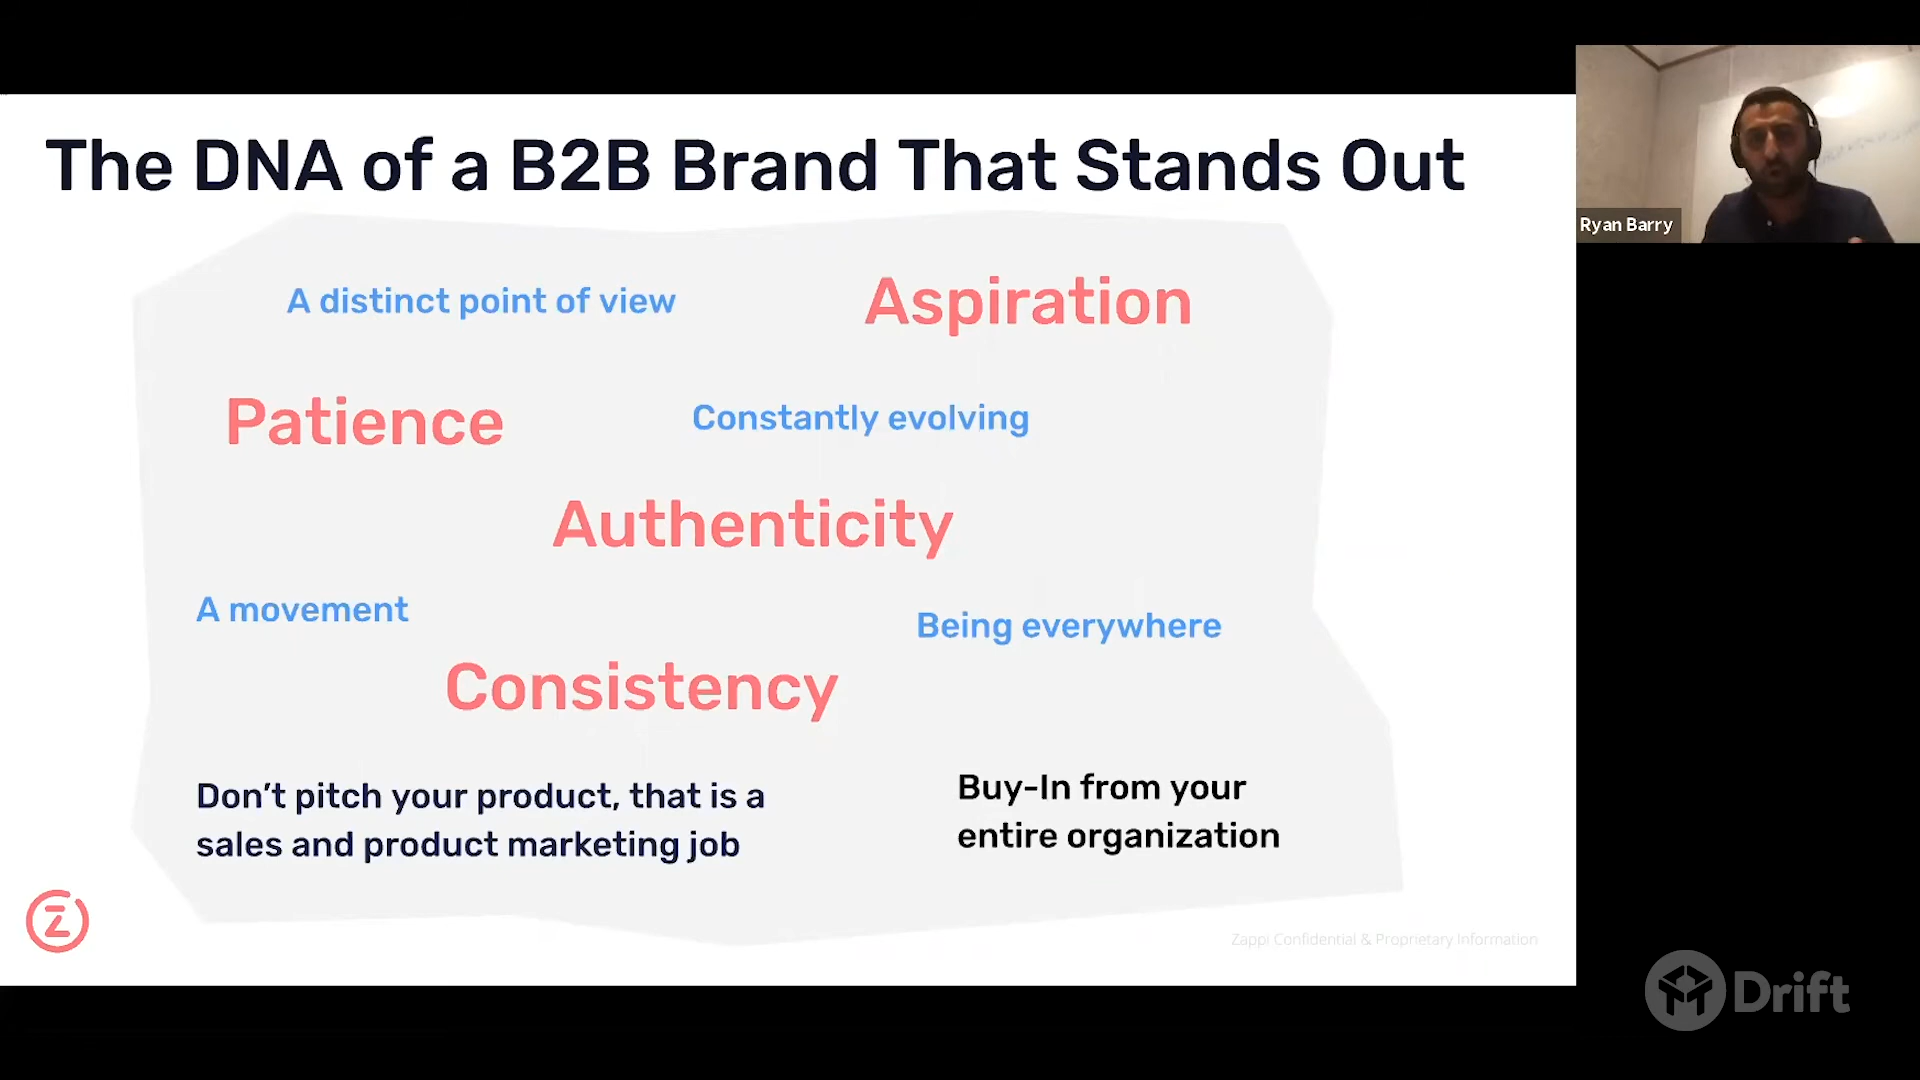 The DNA of a B2B Brand That Stands Out
A distinct point of view
Aspiration
Patience
Constantly evolving
Authenticity
A movement
Being everywhere
Consistency
Don’t pitch your product, that is a
sales and product marketing job
Buy-In from your
entire organization
Z
Zappi Confidential & Proprietary Information
Ryan Barry
Drift